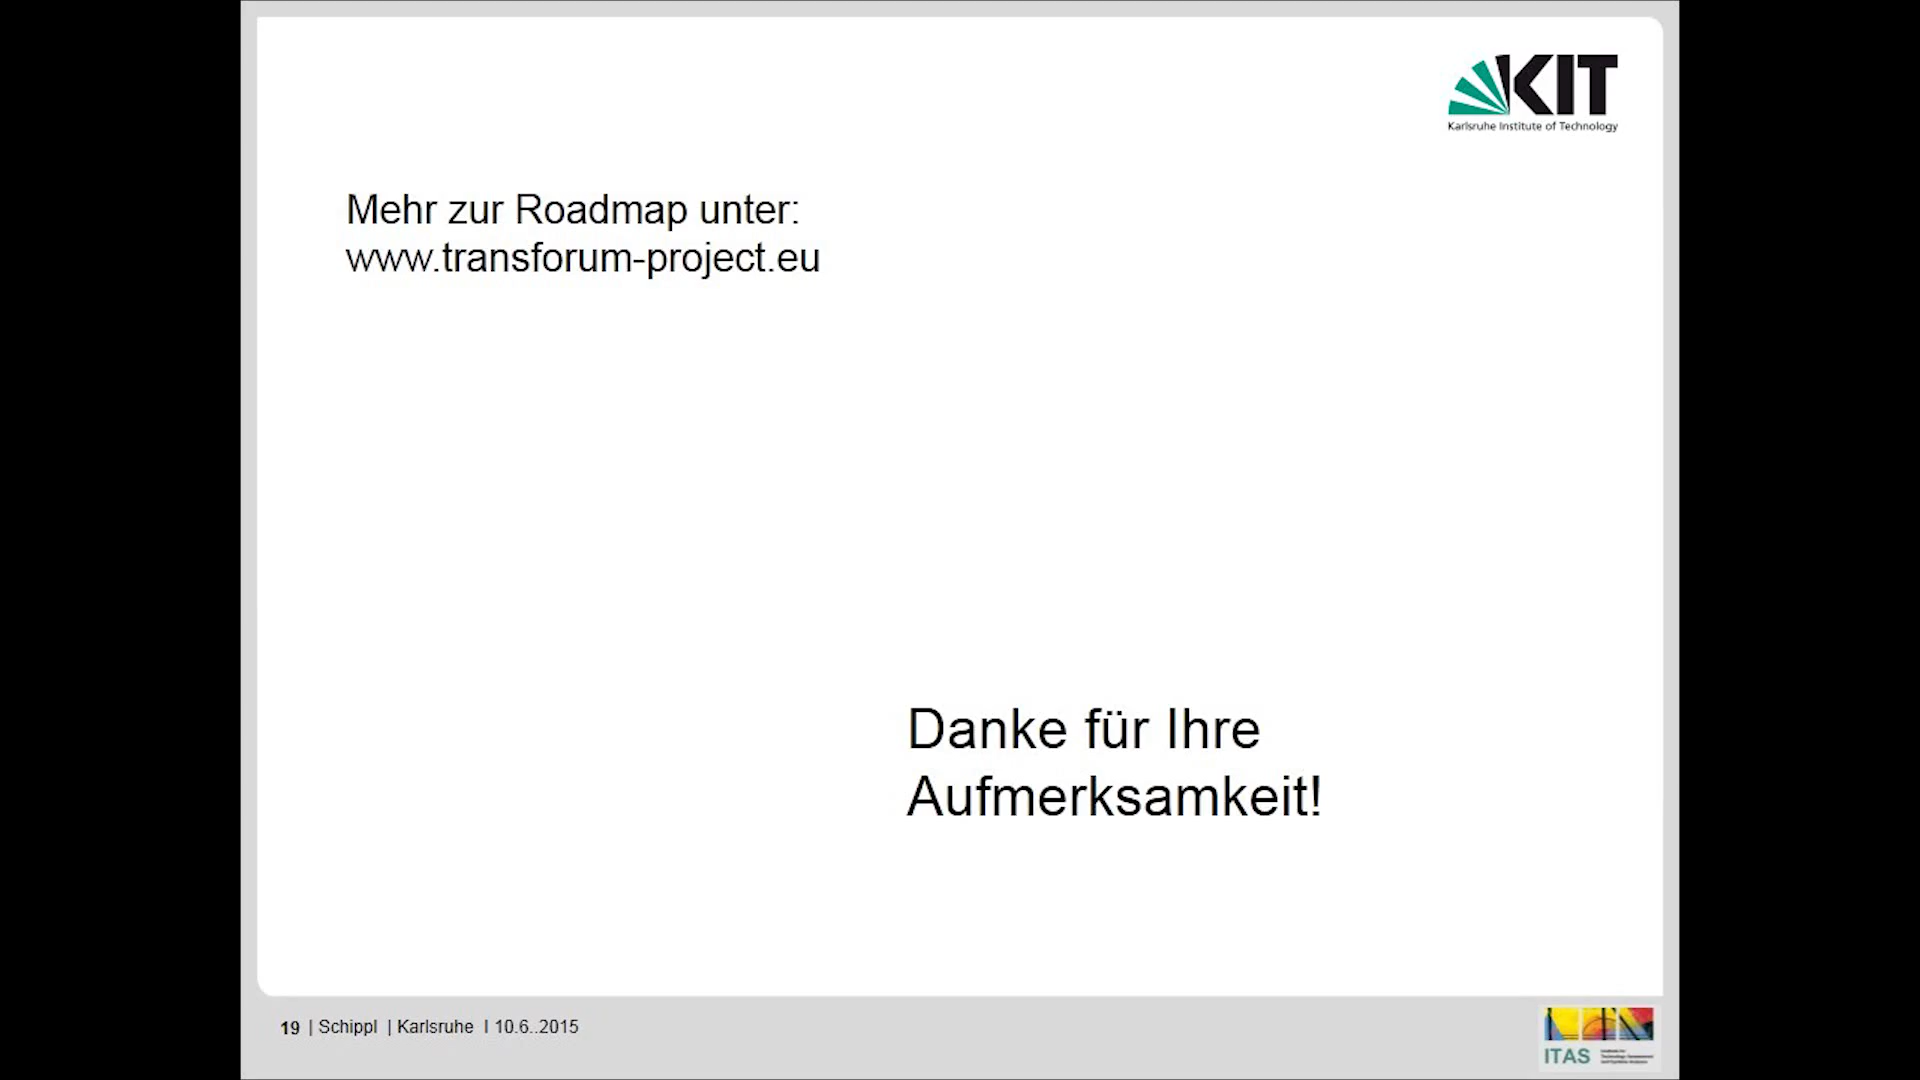 KIT
Karlsruhe Institute of Technology
Mehr zur Roadmap unter:
www.transforum-project.eu
Danke für Ihre
Aufmerksamkeit!
19 | Schippl | Karlsruhe I 10.6..2015
ITAS